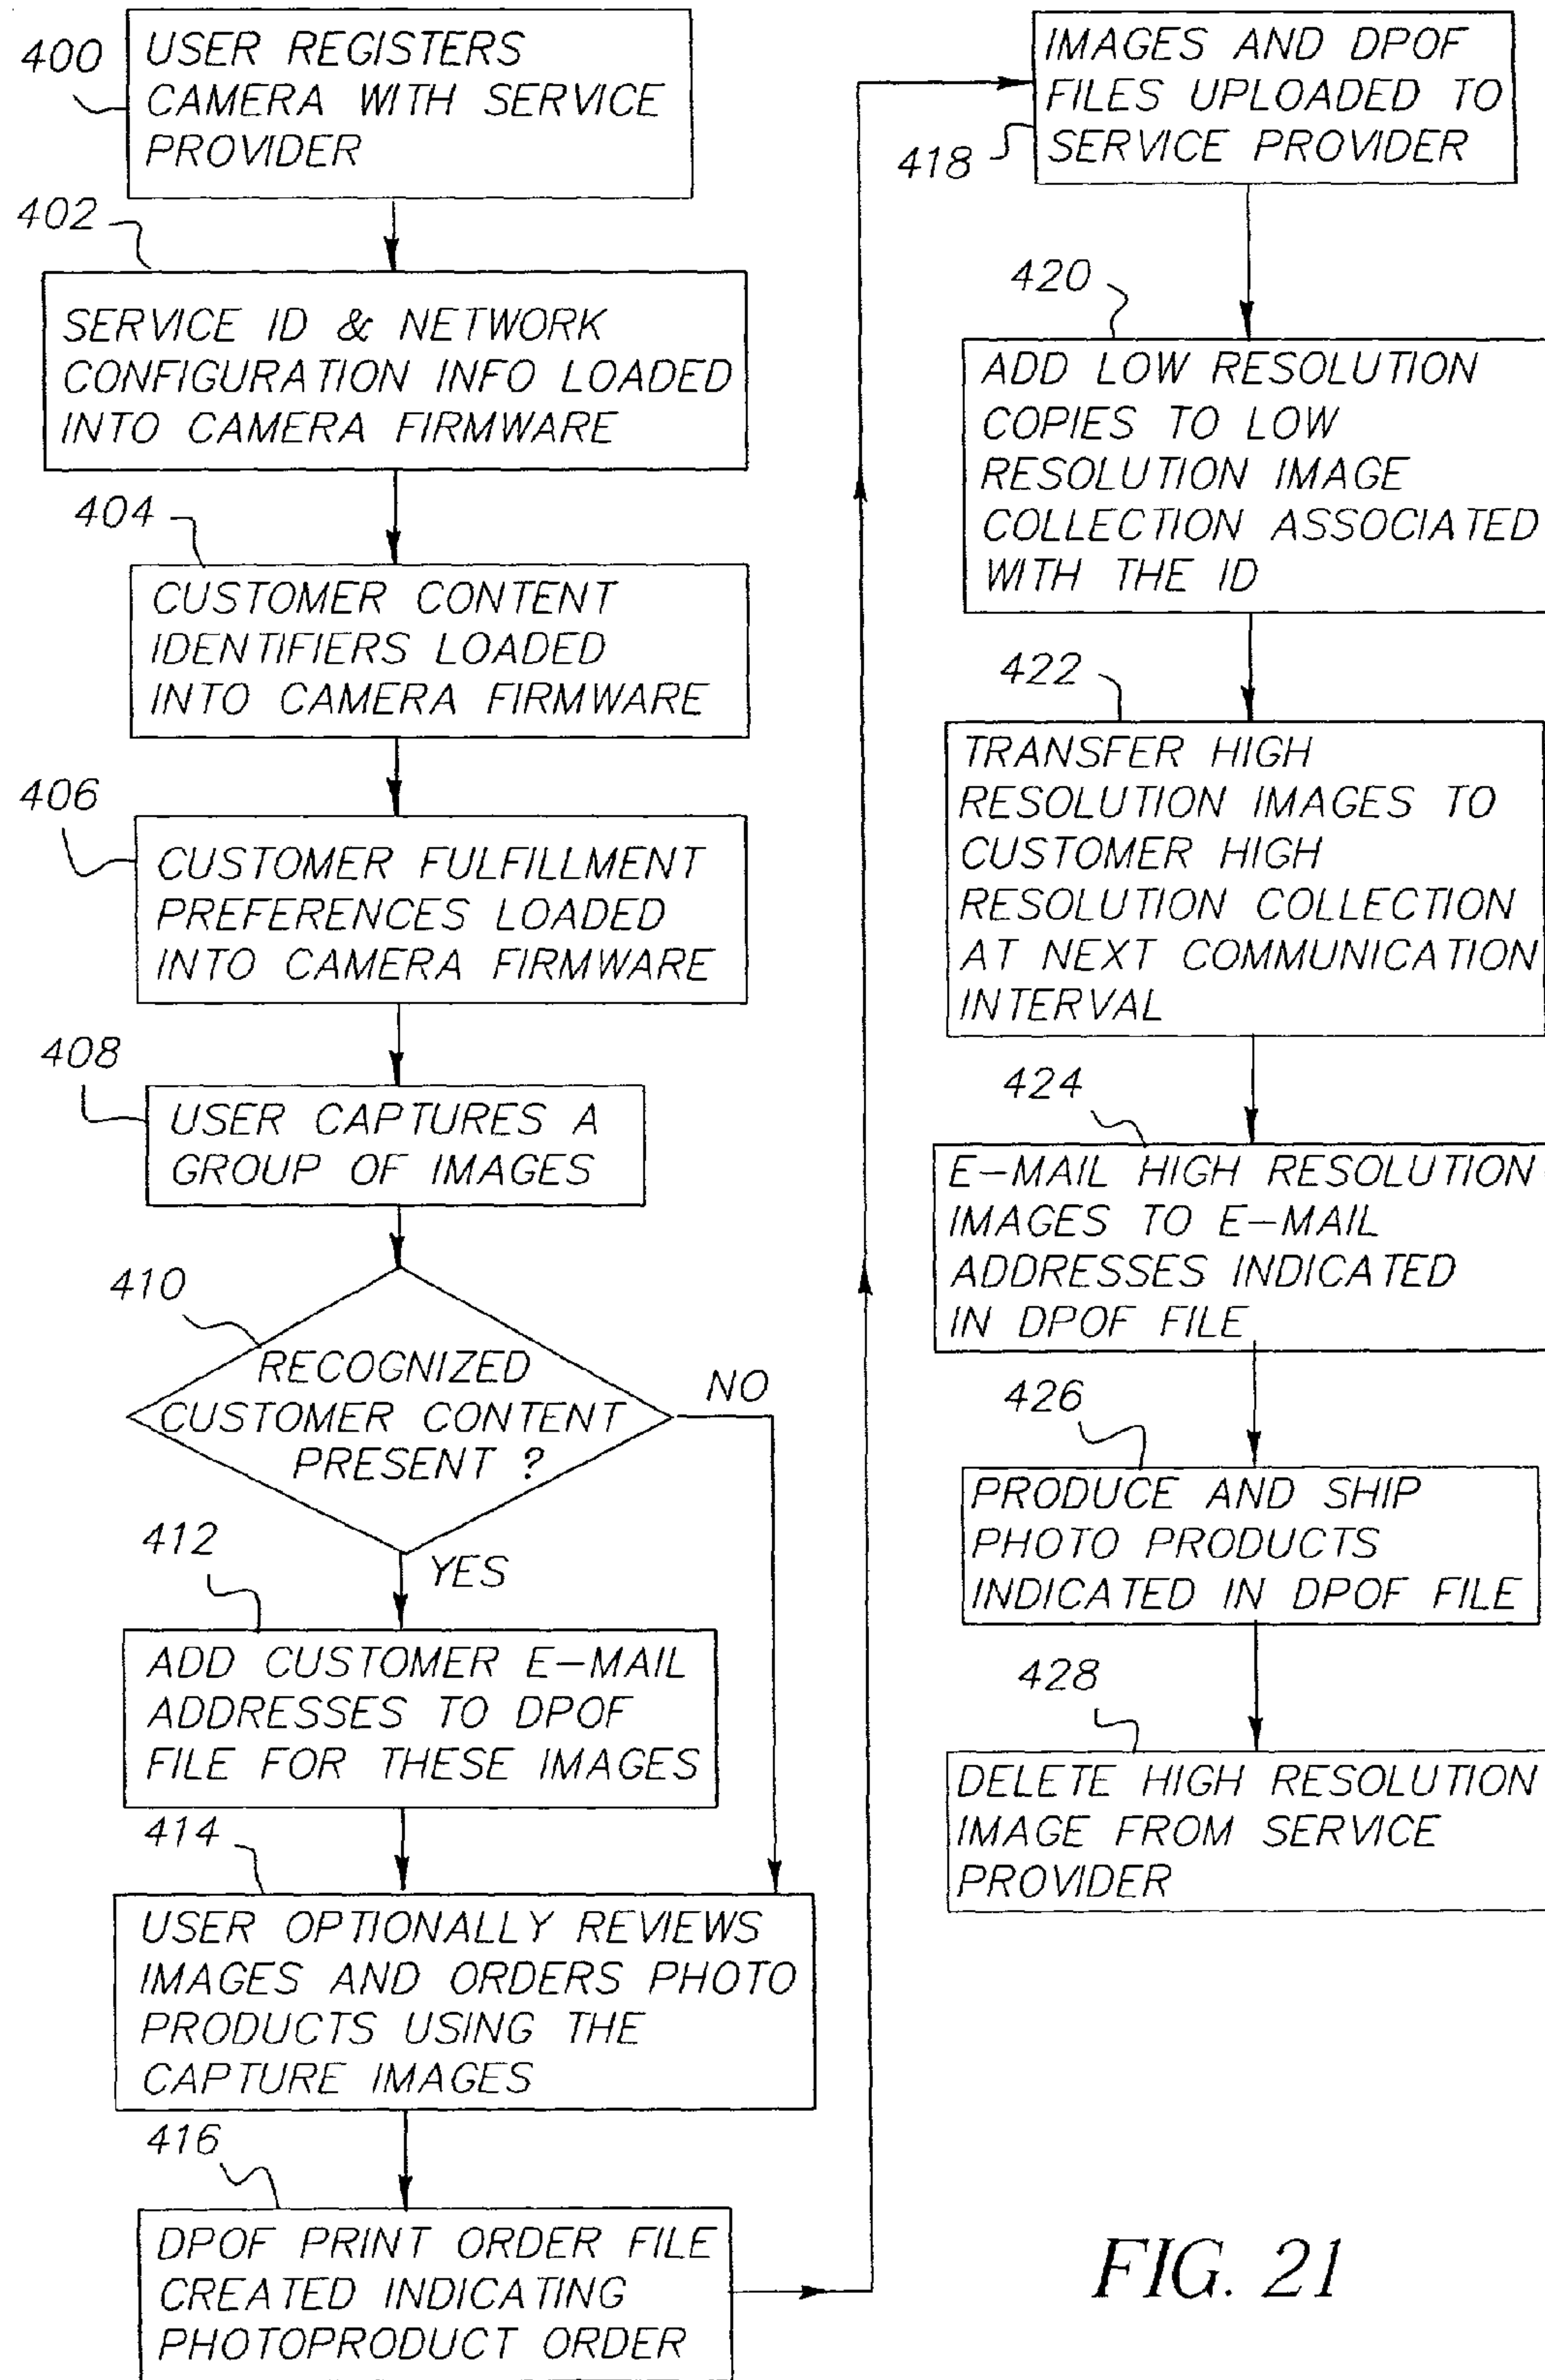 400
USER REGISTERS
CAMERA WITH SERVICE
PROVIDER
402
SERVICE ID & NETWORK
CONFIGURATION INFO LOADED
INTO CAMERA FIRMWARE
404
CUSTOMER CONTENT
IDENTIFIERS LOADED
INTO CAMERA FIRMWARE
406
CUSTOMER FULFILLMENT
PREFERENCES LOADED
INTO CAMERA FIRMWARE
408
USER CAPTURES A
GROUP OF IMAGES
410
RECOGNIZED
CUSTOMER CONTENT
PRESENT ?
NO
YES
412
ADD CUSTOMER E-MAIL
ADDRESSES TO DPOF
FILE FOR THESE IMAGES
414
USER OPTIONALLY REVIEWS
IMAGES AND ORDERS PHOTO
PRODUCTS USING THE
CAPTURE IMAGES
416
DPOF PRINT ORDER FILE
CREATED INDICATING
PHOTOPRODUCT ORDER
IMAGES AND DPOF
FILES UPLOADED TO
SERVICE PROVIDER
418
420
ADD LOW RESOLUTION
COPIES TO LOW
RESOLUTION IMAGE
COLLECTION ASSOCIATED
WITH THE ID
422
TRANSFER HIGH
RESOLUTION IMAGES TO
CUSTOMER HIGH
RESOLUTION COLLECTION
AT NEXT COMMUNICATION
INTERVAL
424
E-MAIL HIGH RESOLUTION
IMAGES TO E-MAIL
ADDRESSES INDICATED
IN DPOF FILE
426
PRODUCE AND SHIP
PHOTO PRODUCTS
INDICATED IN DPOF FILE
428
DELETE HIGH RESOLUTION
IMAGE FROM SERVICE
PROVIDER
FIG. 21